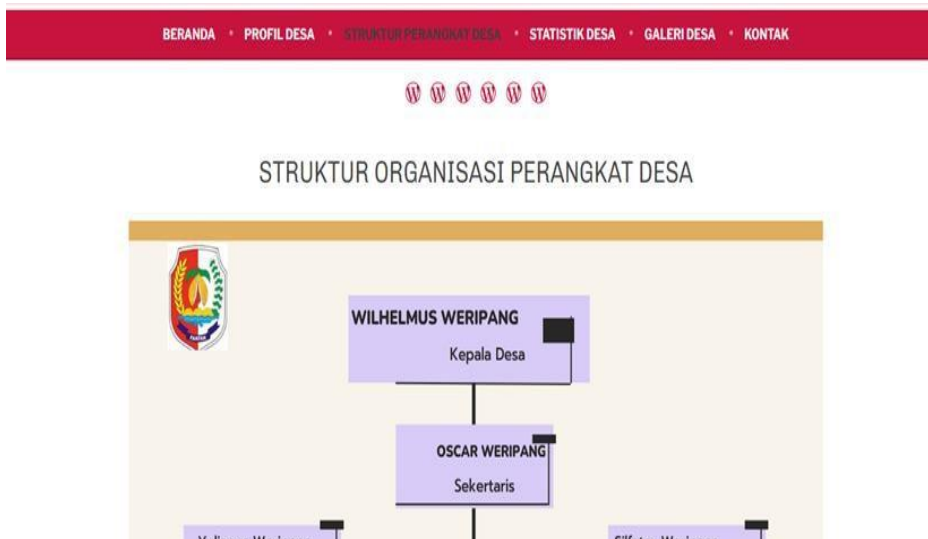 BERANDA • PROFIL DESA • STRUKTUR PERANGKAT DESA • STATISTIK DESA • GALERI DESA • KONTAK
STRUKTUR ORGANISASI PERANGKAT DESA
WILHELMUS WERIPANG
Kepala Desa
OSCAR WERIPANG
Sekertaris